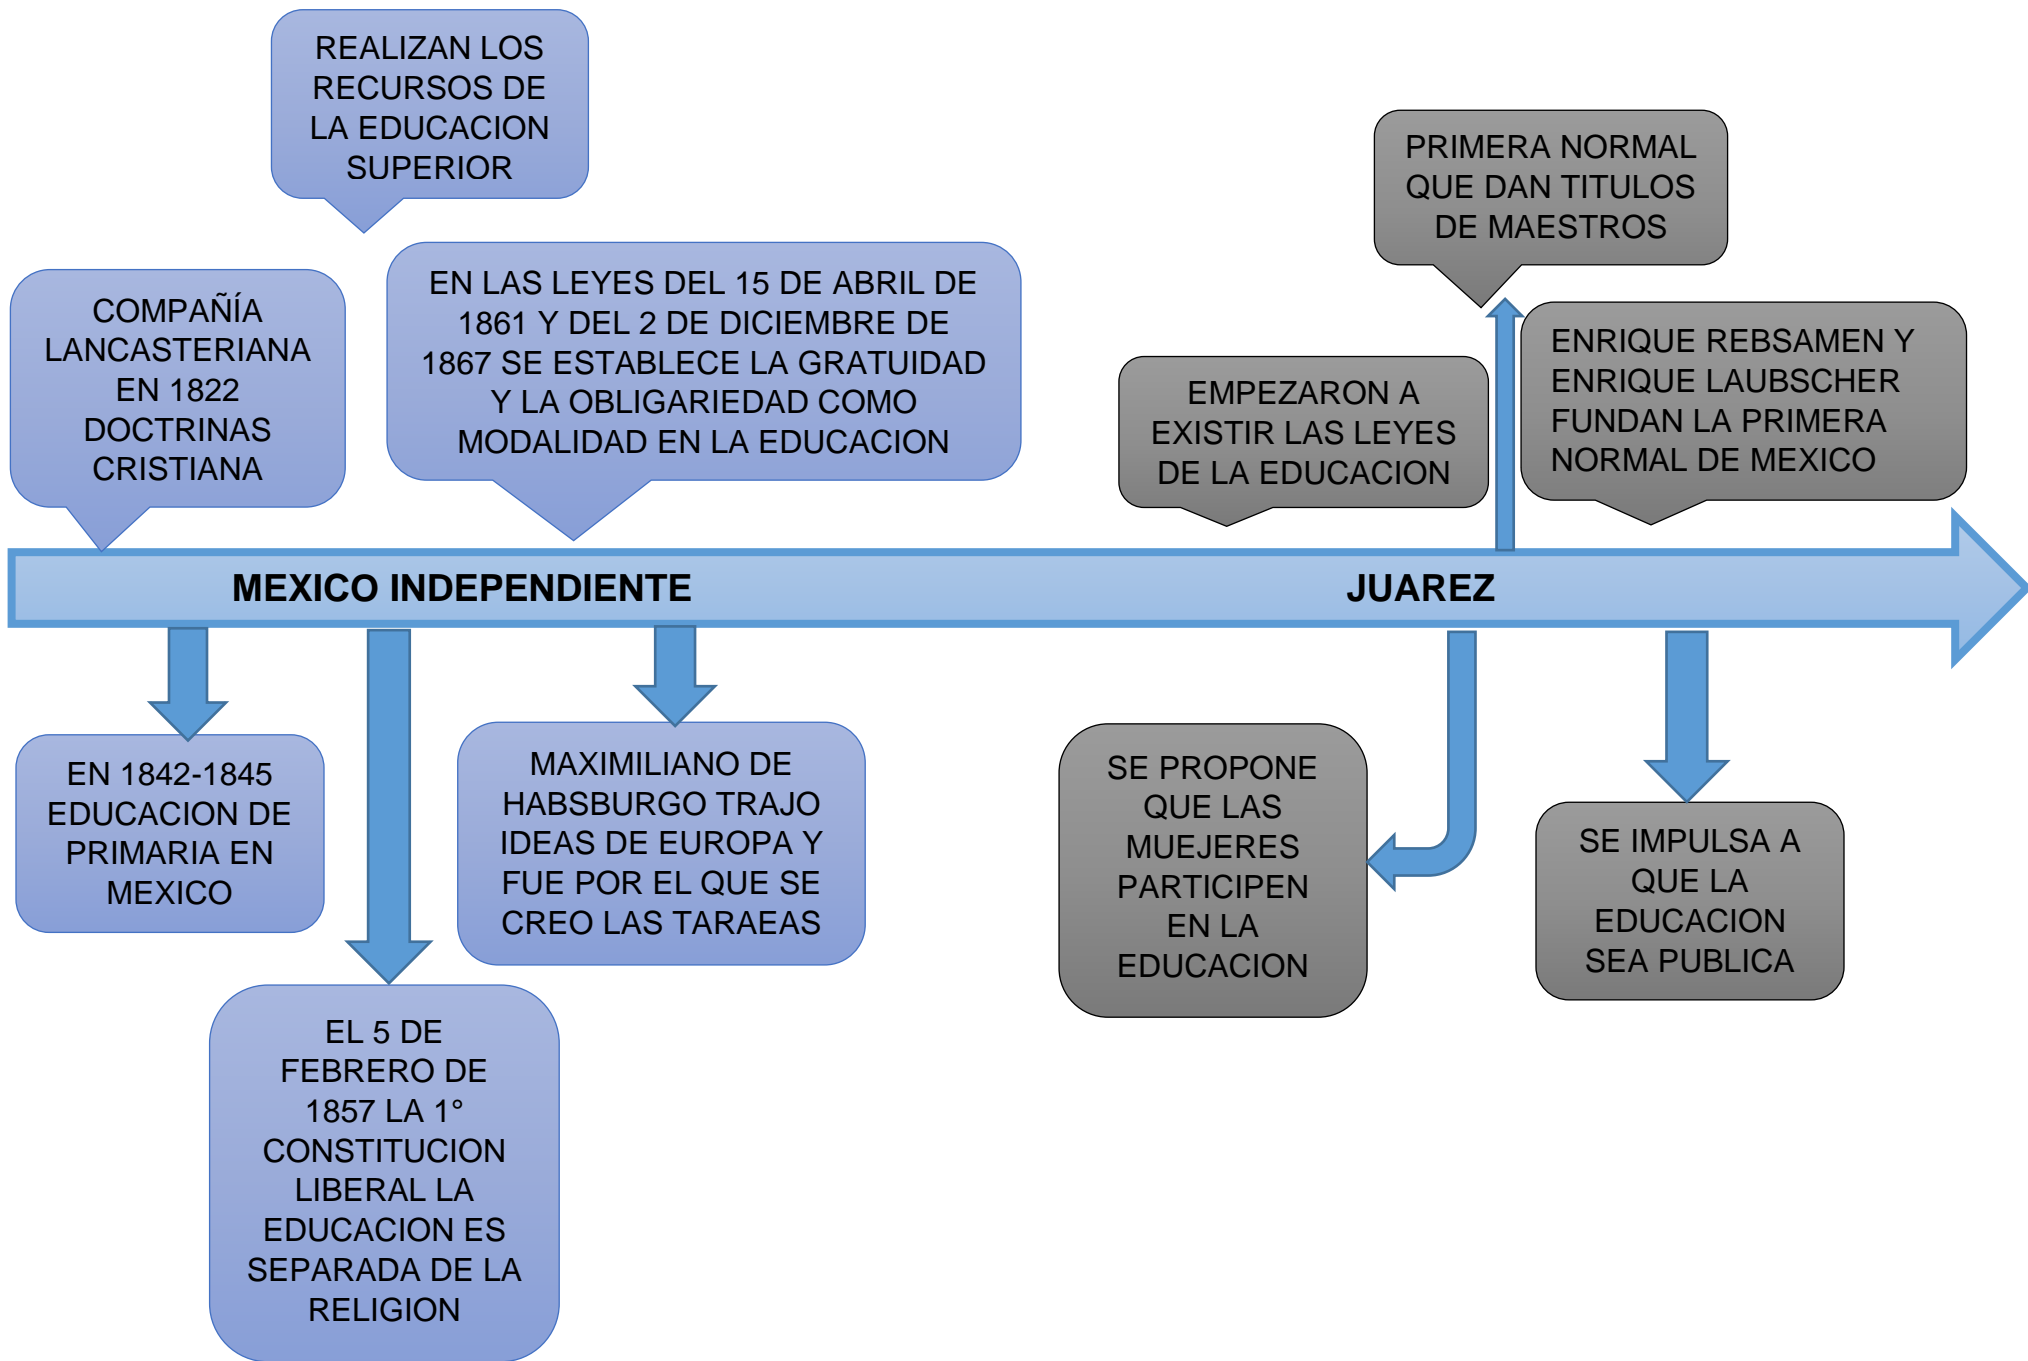 REALIZAN LOS
RECURSOS DE
LA EDUCACION
SUPERIOR
COMPAÑÍA
LANCASTERIANA
EN 1822
DOCTRINAS
CRISTIANA
EN LAS LEYES DEL 15 DE ABRIL DE
1861 Y DEL 2 DE DICIEMBRE DE
1867 SE ESTABLECE LA GRATUIDAD
Y LA OBLIGARIEDAD COMO
MODALIDAD EN LA EDUCACION
PRIMERA NORMAL
QUE DAN TITULOS
DE MAESTROS
EMPEZARON A
EXISTIR LAS LEYES
DE LA EDUCACION
ENRIQUE REBSAMEN Y
ENRIQUE LAUBSCHER
FUNDAN LA PRIMERA
NORMAL DE MEXICO
MEXICO INDEPENDIENTE
JUAREZ
EN 1842-1845
EDUCACION DE
PRIMARIA EN
MEXICO
EL 5 DE
FEBRERO DE
1857 LA 1°
CONSTITUCION
LIBERAL LA
EDUCACION ES
SEPARADA DE LA
RELIGION
MAXIMILIANO DE
HABSBURGO TRAJO
IDEAS DE EUROPA Y
FUE POR EL QUE SE
CREO LAS TARAEAS
SE PROPONE
QUE LAS
MUEJERES
PARTICIPEN
EN LA
EDUCACION
SE IMPULSA A
QUE LA
EDUCACION
SEA PUBLICA